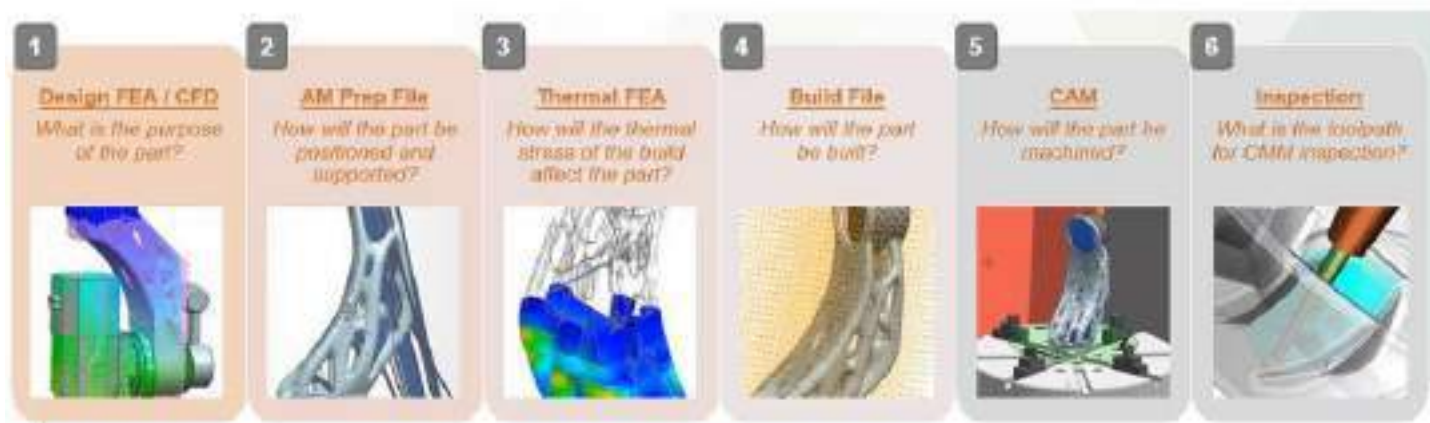 1
Design FEA / CFD
What is the purpose
of the part?
2
AM Prep File
How will the part be
positioned and
supported?
3
Thermal FEA
How will the thermal
stress of the build
affect the part?
4
Build File
How will the part
be built?
5
CAM
How will the part be
machined?
6
Inspection
What is the toolpath
for CMM inspection?